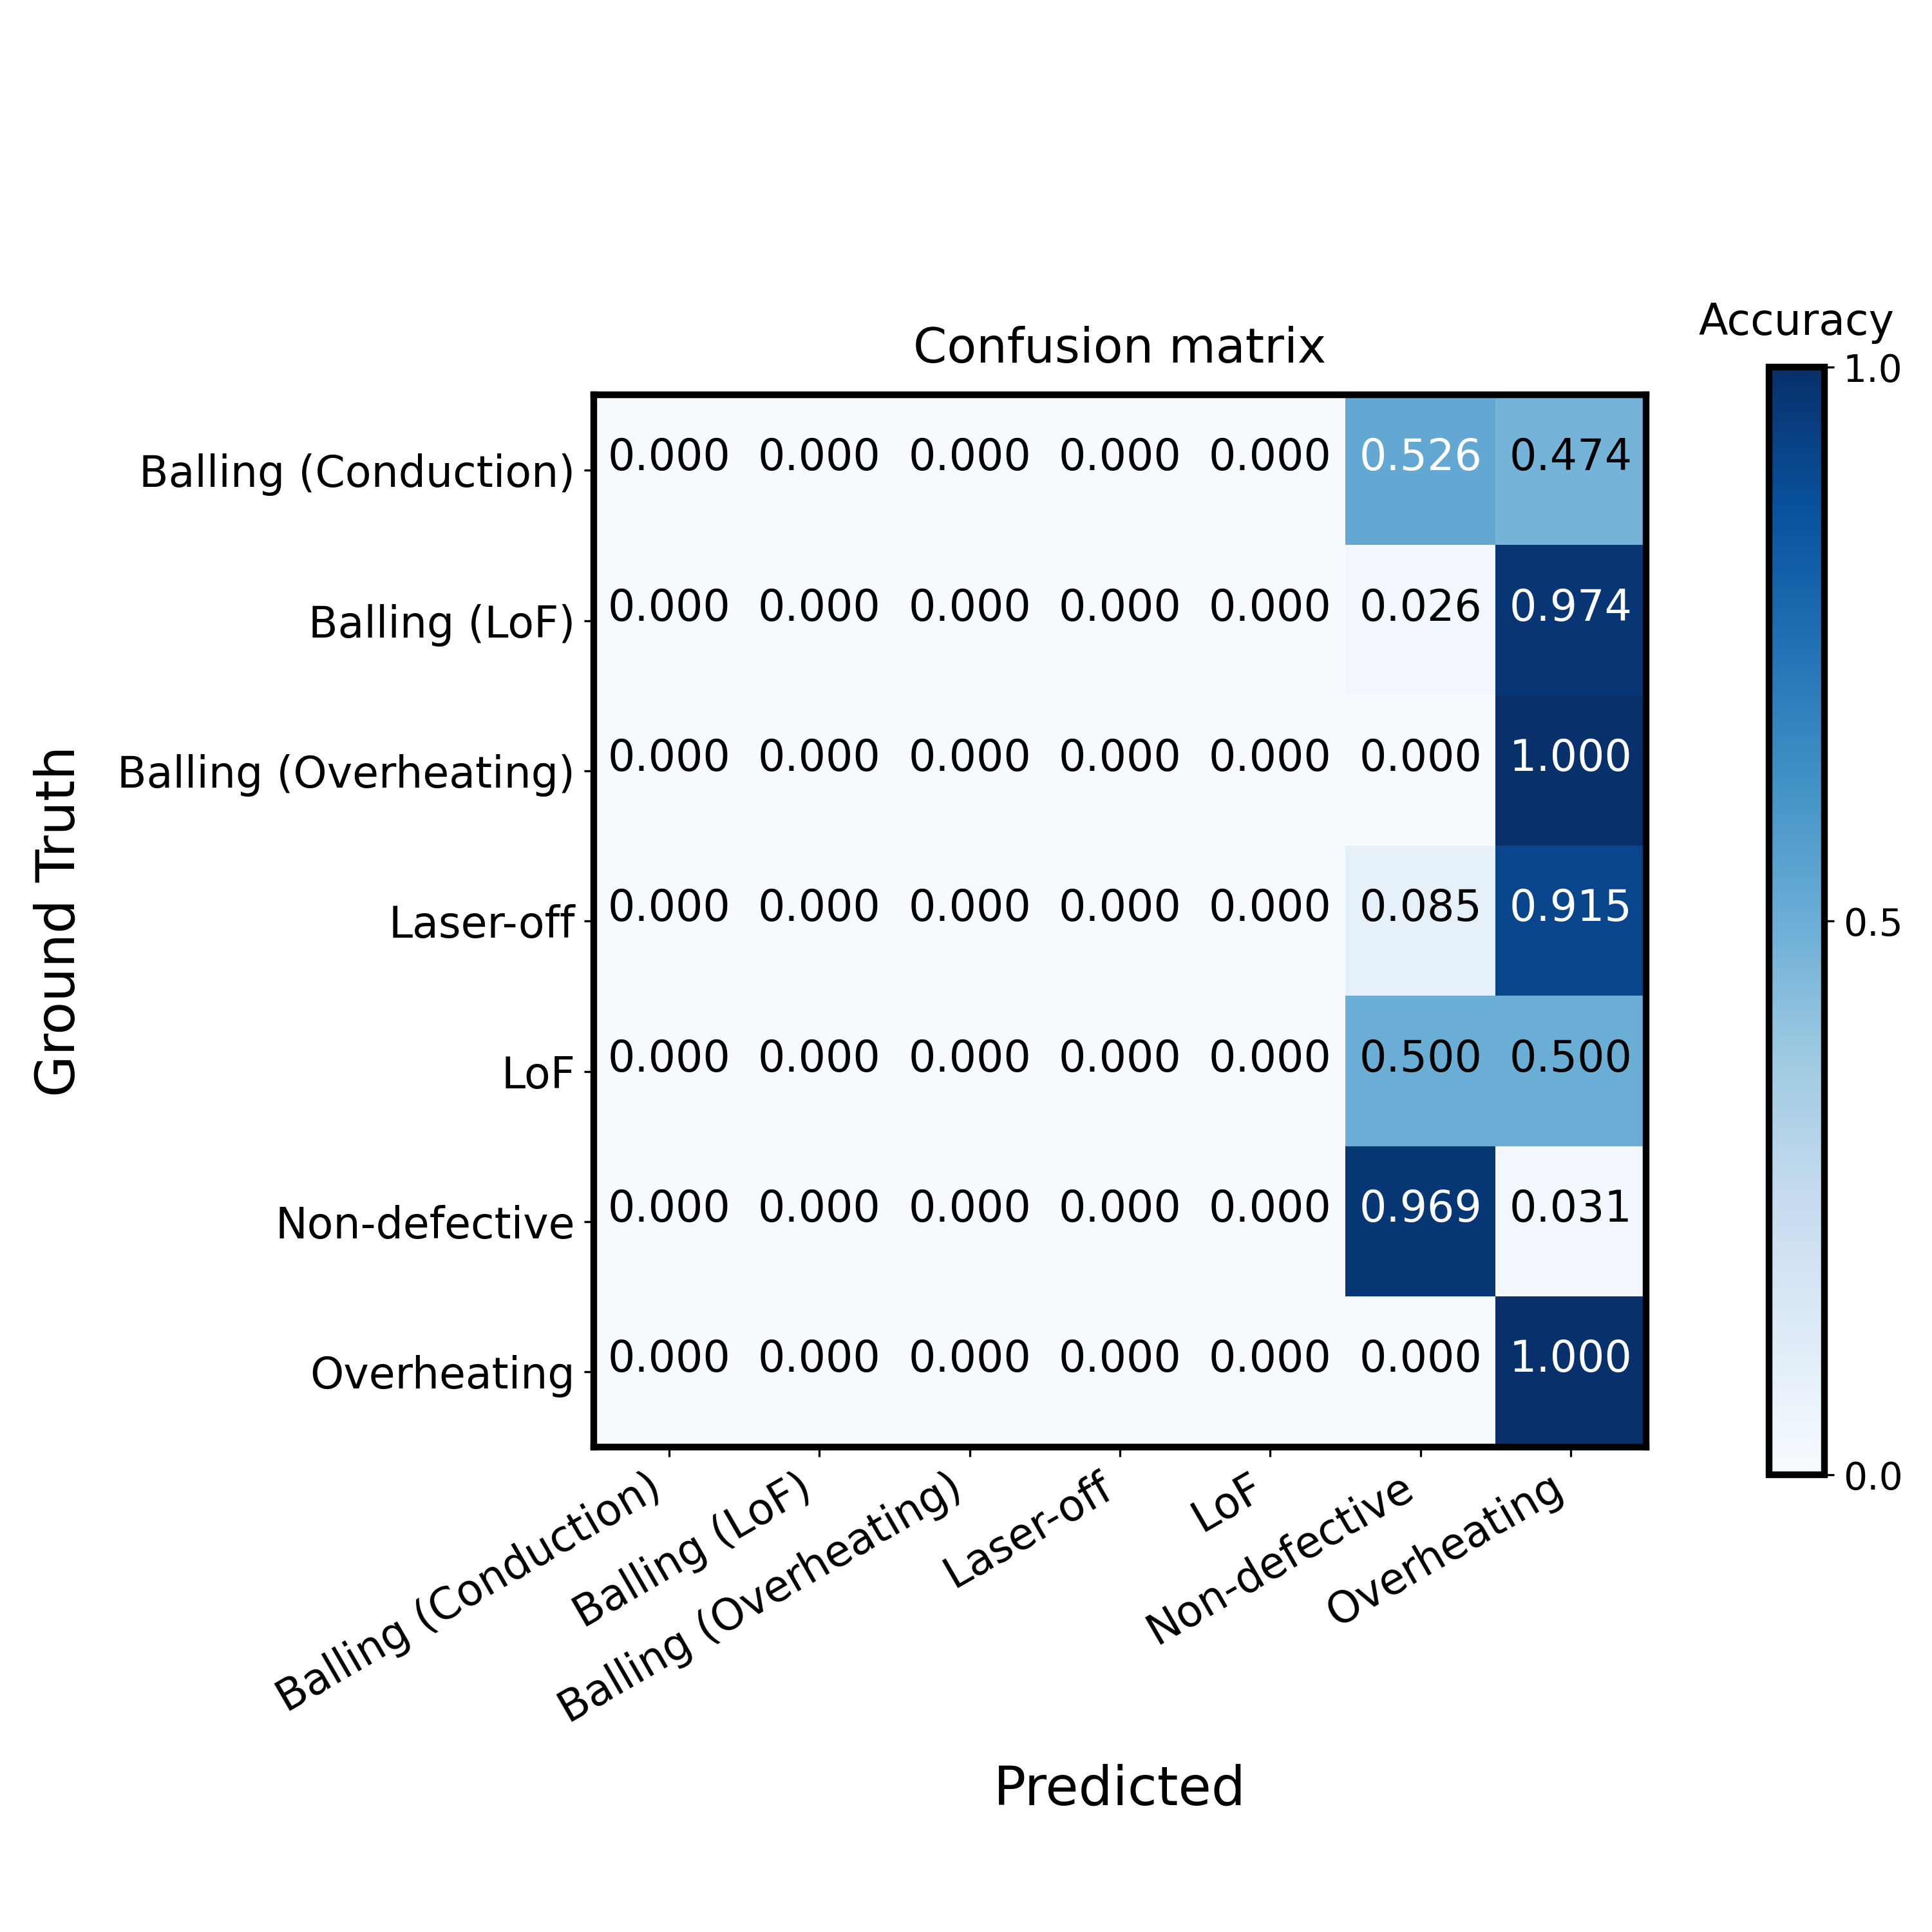 Accuracy
Confusion matrix
1.0
Balling (Conduction) 0.000 0.000 0.000 0.000 0.000 0.526 0.474
Balling (LoF) 0.000 0.000 0.000 0.000 0.000 0.026 0.974
Balling (Overheating) 0.000 0.000 0.000 0.000 0.000 0.000 1.000
Laser-off 0.000 0.000 0.000 0.000 0.000 0.085 0.915
0.5
LoF 0.000 0.000 0.000 0.000 0.000 0.500 0.500
Non-defective 0.000 0.000 0.000 0.000 0.000 0.969 0.031
Overheating 0.000 0.000 0.000 0.000 0.000 0.000 1.000
0.0
Ground Truth
Balling (Conduction)
Balling (LoF)
Balling (Overheating)
Laser-off
LoF
Non-defective
Overheating
Predicted